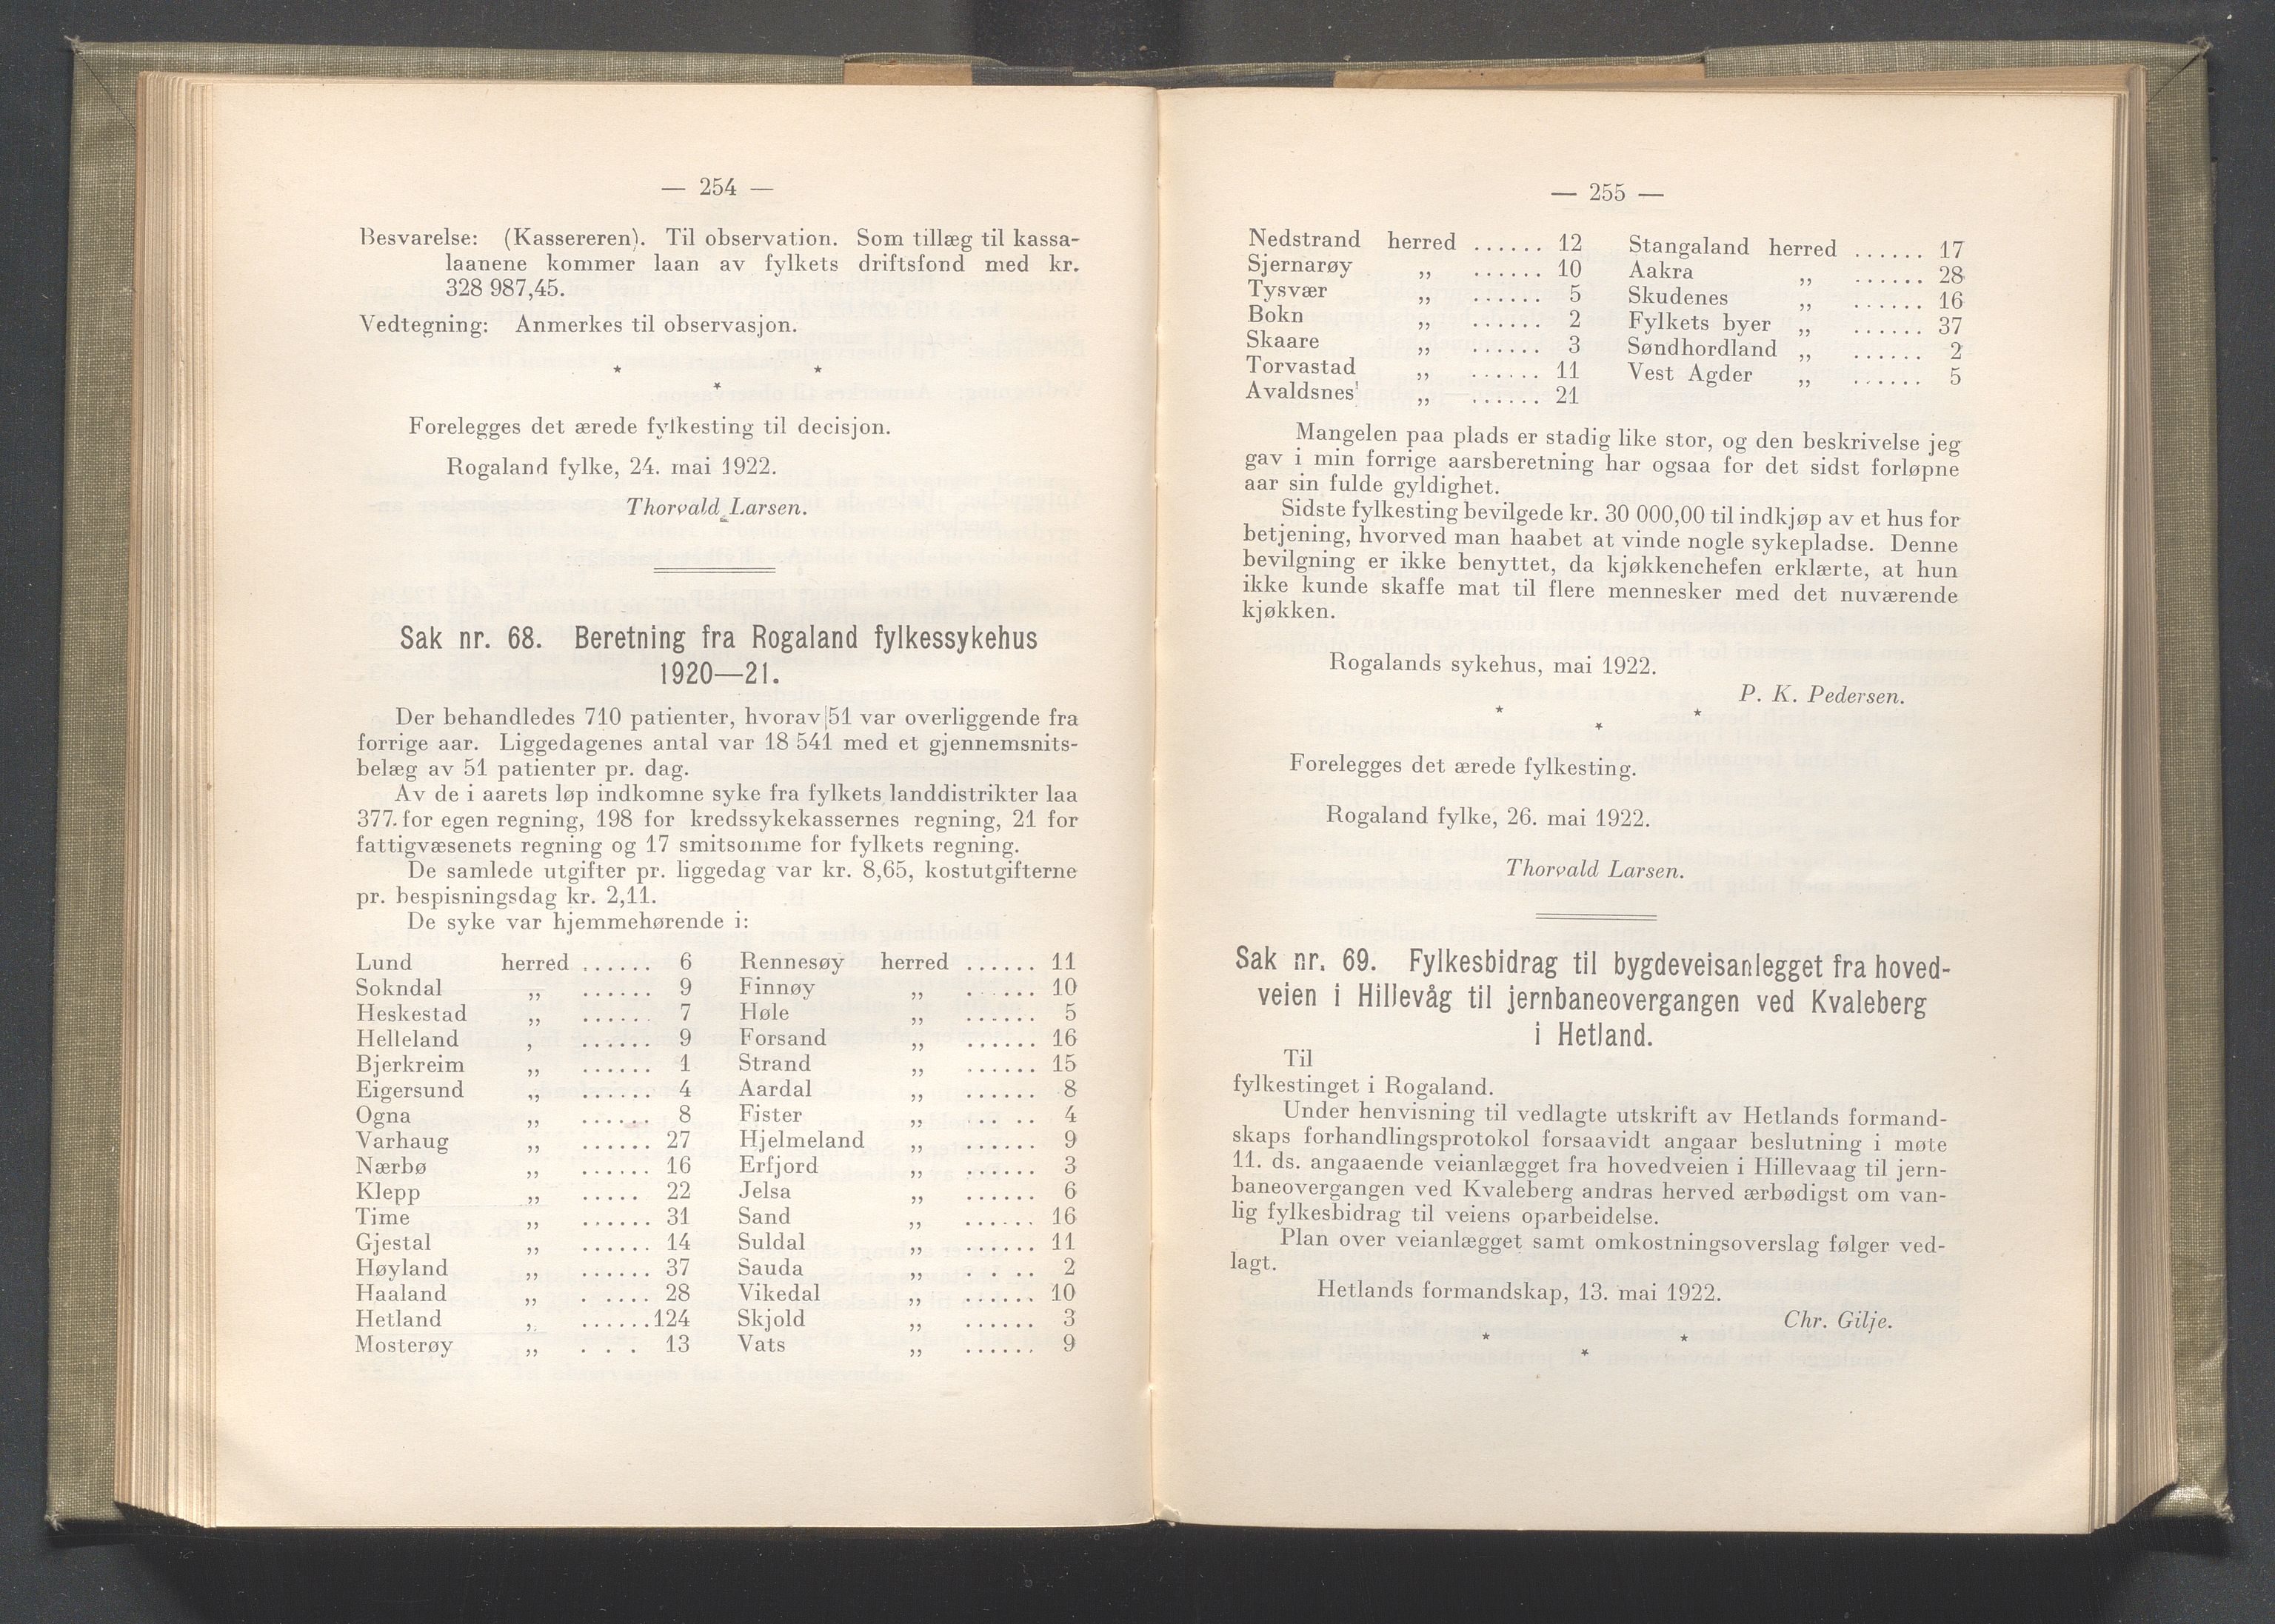 — 254 —
Besvarelse: (Kassereren). Til observation. Som tillæg til kassa-
laanene kommer laan av fylkets driftsfond med kr.
328 987,45.
Vedtegning: Anmerkes til observasjon.
* * *
Forelegges det ærede fylkesting til decisjon.
Rogaland fylke, 24. mai 1922.
Thorvald Larsen.
Sak nr. 68. Beretning fra Rogaland fylkessykehus
1920—21.
Der behandledes 710 patienter, hvorav 51 var overliggende fra
forrige aar. Liggedagenes antal var 18 541 med et gjennemsnits-
belæg av 51 patienter pr. dag.
Av de i aarets løp indkomne syke fra fylkets landdistrikter laa
377 for egen regning, 198 for kredssykekassernes regning, 21 for
fattigvæsenets regning og 17 smitsomme for fylkets regning.
De samlede utgifter pr. liggedag var kr. 8,65, kostutgifterne
pr. bespisningsdag kr. 2,11.
De syke var hjemmehørende i:
Lund herred ...... 6 Rennesøy herred ...... 11
Sokndal „ ...... 9 Finnøy „ ...... 10
Heskestad „ ...... 7 Høle „ ...... 5
Helleland , ...... 9 Forsand „ ...... 16
Bjerkreim „ ...... 1 Strand „ ...... 15
Eigersund „ ...... 4 Aardal „ ...... 8
Ogna „ ...... 8 Fister „ ... .. 4
Varhaug „ ...... 27 Hjelmeland „ ...... 9
Nærbø „ ...... 16 Erfjord „ ...... 3
Klepp „ ..... 22 Jelsa „ ...... 6
Time „ ...... 31 Sand „ ...... 16
Gjestal „ ...... 14 Suldal „ ...... 11
Høyland „ ...... 37 Sauda „ . . .. 2
Haaland „ . .... 28 Vikedal „ ...... 10
Hetland „ ......124 Skjold „ ...... 3
Mosterøy „ . . . 13 Vats „ ...... 9
— 255 —
Nedstrand herred ...... 12 Stangaland herred ...... 17
Sjernarøy „ ...... 10 Aakra „ ...... 28
Tysvær „ ...... 5 Skudenes „ ...... 16
Bokn „ ...... 2 Fylkets byer „ ...... 37
Skaare „ ...... 3 Søndhordland „ ...... 2
Torvastad „ ...... 11 Vest Agder „ ...... 5
Avaldsnes „ ...... 21
Mangelen paa plads er stadig like stor, og den beskrivelse jeg
gav i min forrige aarsberetning har ogsaa for det sidst forløpne
aar sin fulde gyldighet.
Sidste fylkesting bevilgede kr. 30 000,00 til indkjøp av et hus for
betjening, hvorved man haabet at vinde nogle sykepladse. Denne
bevilgning er ikke benyttet, da kjøkkenchefen erklærte, at hun
ikke kunde skaffe mat til flere mennesker med det nuværende
kjøkken.
Rogalands sykehus, mai 1922.
P. K. Pedersen.
* * *
Forelegges det ærede fylkesting.
Rogaland fylke, 26. mai 1922.
Thorvald Larsen.
Sak nr. 69. Fylkesbidrag til bygdeveisanlegget fra hoved-
veien i Hillevåg til jernbaneovergangen ved Kvaleberg
i Hetland.
Til
fylkestinget i Rogaland.
Under henvisning til vedlagte utskrift av Hetlands formand-
skaps forhandlingsprotokol forsaavidt angaar beslutning i møte
11. ds. angaaende veianlægget fra hovedveien i Hillevaag til jern-
baneovergangen ved Kvaleberg andras herved ærbødigst om van-
lig fylkesbidrag til veiens oparbeidelse.
Plan over veianlægget samt omkostningsoverslag følger ved-
lagt.
Hetlands formandskap, 13. mai 1922.
Chr. Gilje.
* * *